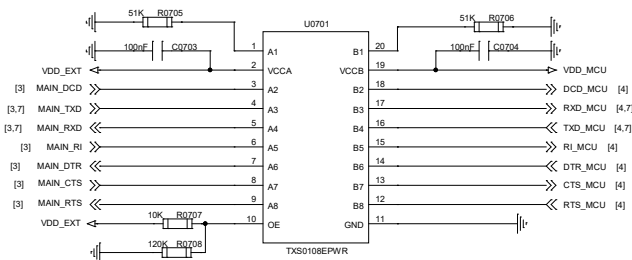 51K R0705
U0701
51K R0706
1 A1
B1 20
100nF C0703
100nF C0704
VDD_EXT 2 VCCA
VCCB 19 VDD_MCU
[3] MAIN_DCD 3 A2
B2 18 DCD_MCU [4]
[3,7] MAIN_TXD 4 A3
B3 17 RXD_MCU [4,7]
[3,7] MAIN_RXD 5 A4
B4 16 TXD_MCU [4,7]
[3] MAIN_RI 6 A5
B5 15 RI_MCU [4]
[3] MAIN_DTR 7 A6
B6 14 DTR_MCU [4]
[3] MAIN_CTS 8 A7
B7 13 CTS_MCU [4]
[3] MAIN_RTS 9 A8
B8 12 RTS_MCU [4]
10K R0707
VDD_EXT 10 OE
GND 11
120K R0708
TXS0108EPWR